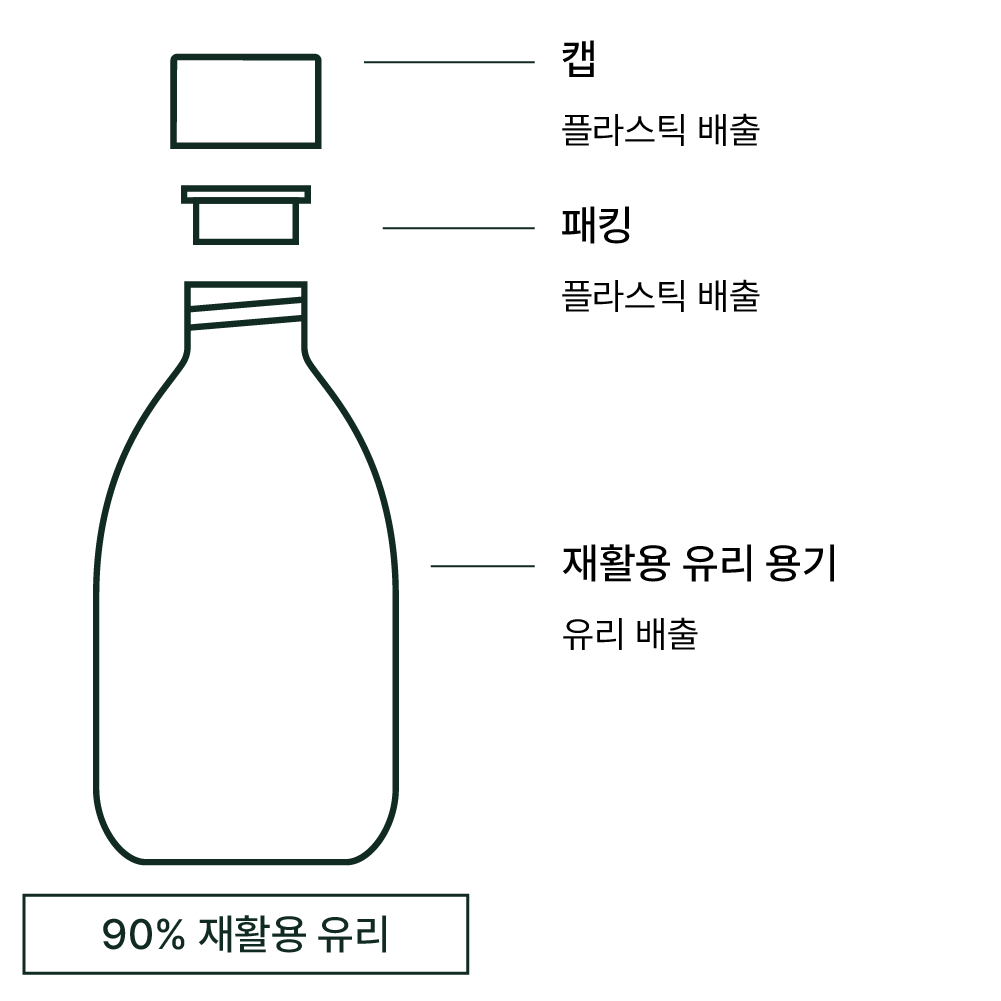 캡
플라스틱 배출
패킹
플라스틱 배출
재활용 유리 용기
유리 배출
90% 재활용 유리